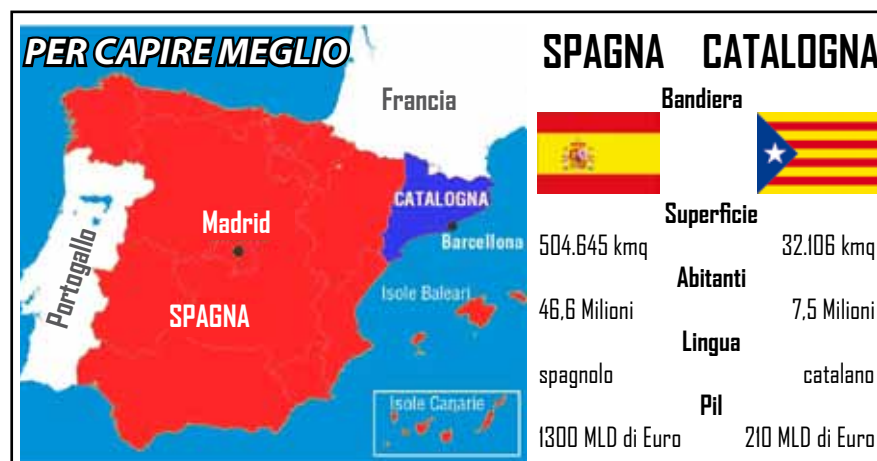 PER CAPIRE MEGLIO
Francia
CATALOGNA
Madrid
Barcellona
Portogallo
Isole Baleari
SPAGNA
Isole Canarie
SPAGNA CATALOGNA
Bandiera
Superficie
504.645 kmq 32.106 kmq
Abitanti
46,6 Milioni 7,5 Milioni
Lingua
spagnolo catalano
Pil
1300 MLD di Euro 210 MLD di Euro